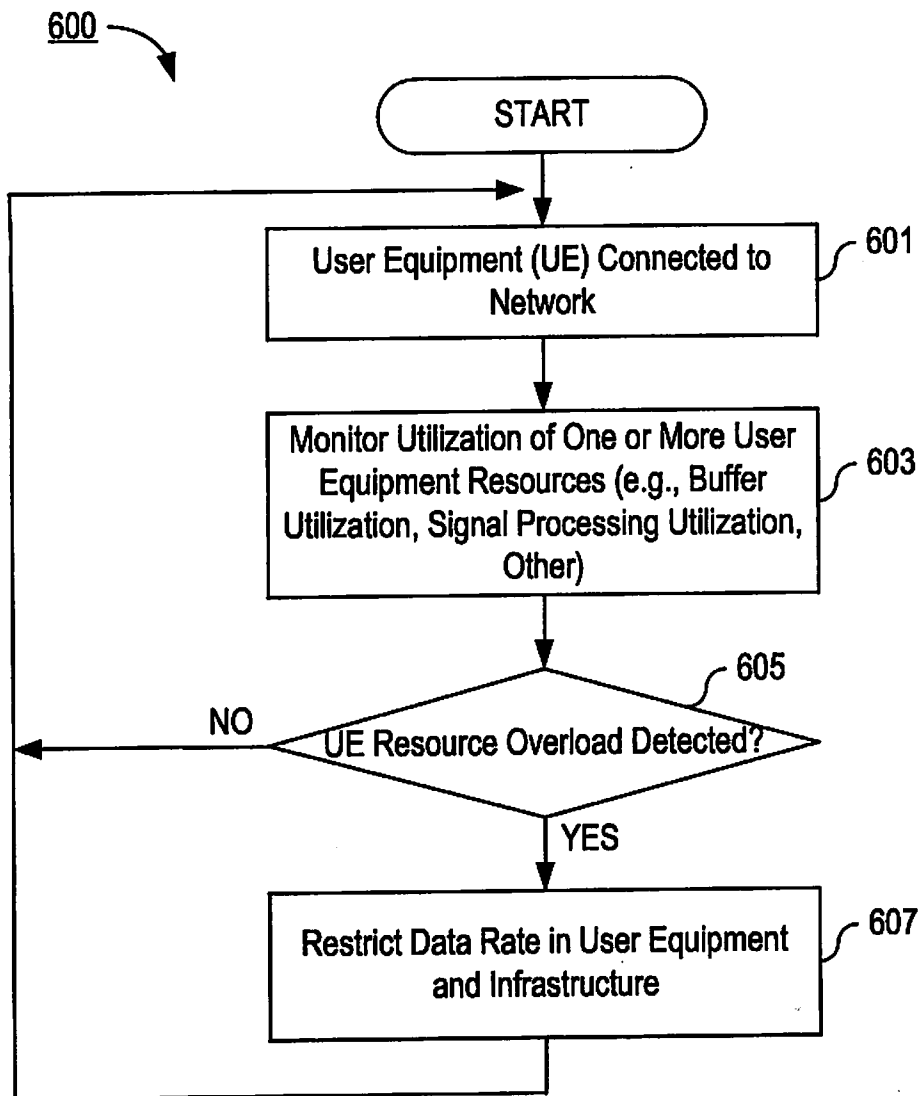 600
START
User Equipment (UE) Connected to
Network
601
Monitor Utilization of One or More User
Equipment Resources (e.g., Buffer
Utilization, Signal Processing Utilization,
Other)
603
605
NO
UE Resource Overload Detected?
YES
Restrict Data Rate in User Equipment
and Infrastructure
607